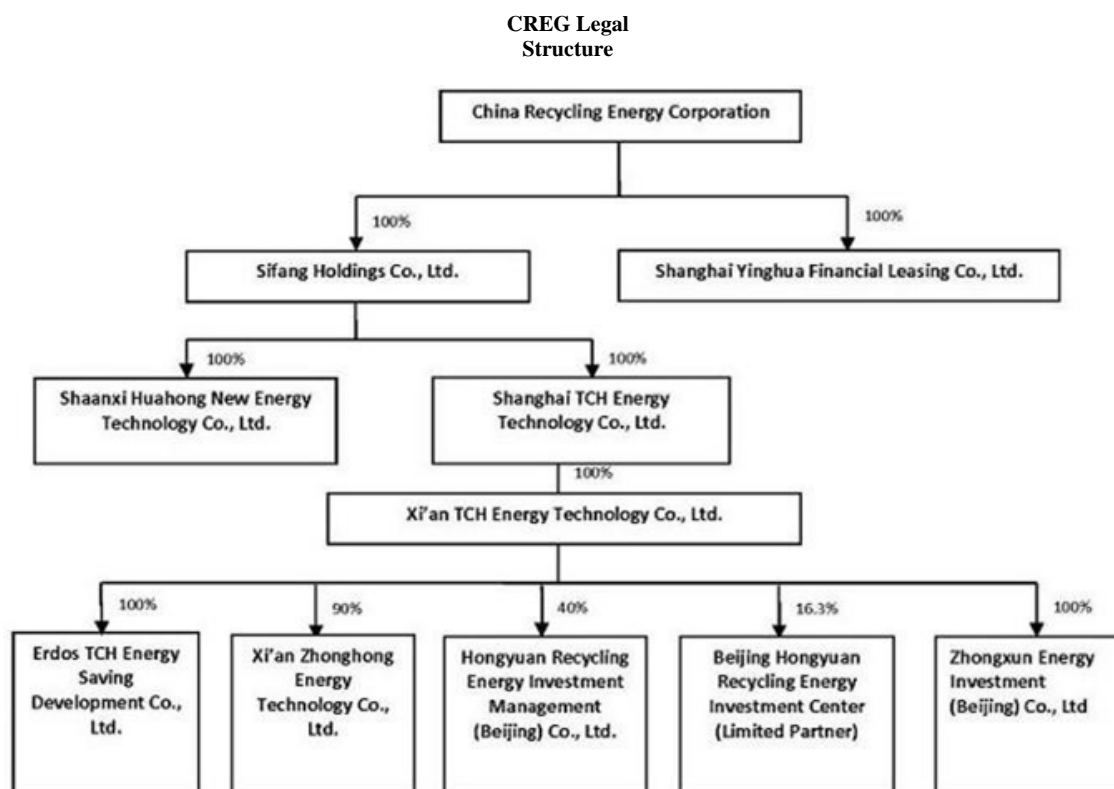 CREG Legal
Structure
China Recycling Energy Corporation
100%
100%
Sifang Holdings Co., Ltd.
Shanghai Yinghua Financial Leasing Co., Ltd.
100%
100%
Shaanxi Huahong New Energy
Technology Co., Ltd.
Shanghai TCH Energy
Technology Co., Ltd.
100%
Xi'an TCH Energy Technology Co., Ltd.
100%
90%
40%
16.3%
100%
Erdos TCH Energy
Saving
Development Co.,
Ltd.
Xi'an Zhonghong
Energy
Technology Co.,
Ltd.
Hongyuan Recycling
Energy Investment
Management
(Beijing) Co., Ltd.
Beijing Hongyuan
Recycling Energy
Investment Center
(Limited Partner)
Zhongxun Energy
Investment
(Beijing) Co., Ltd